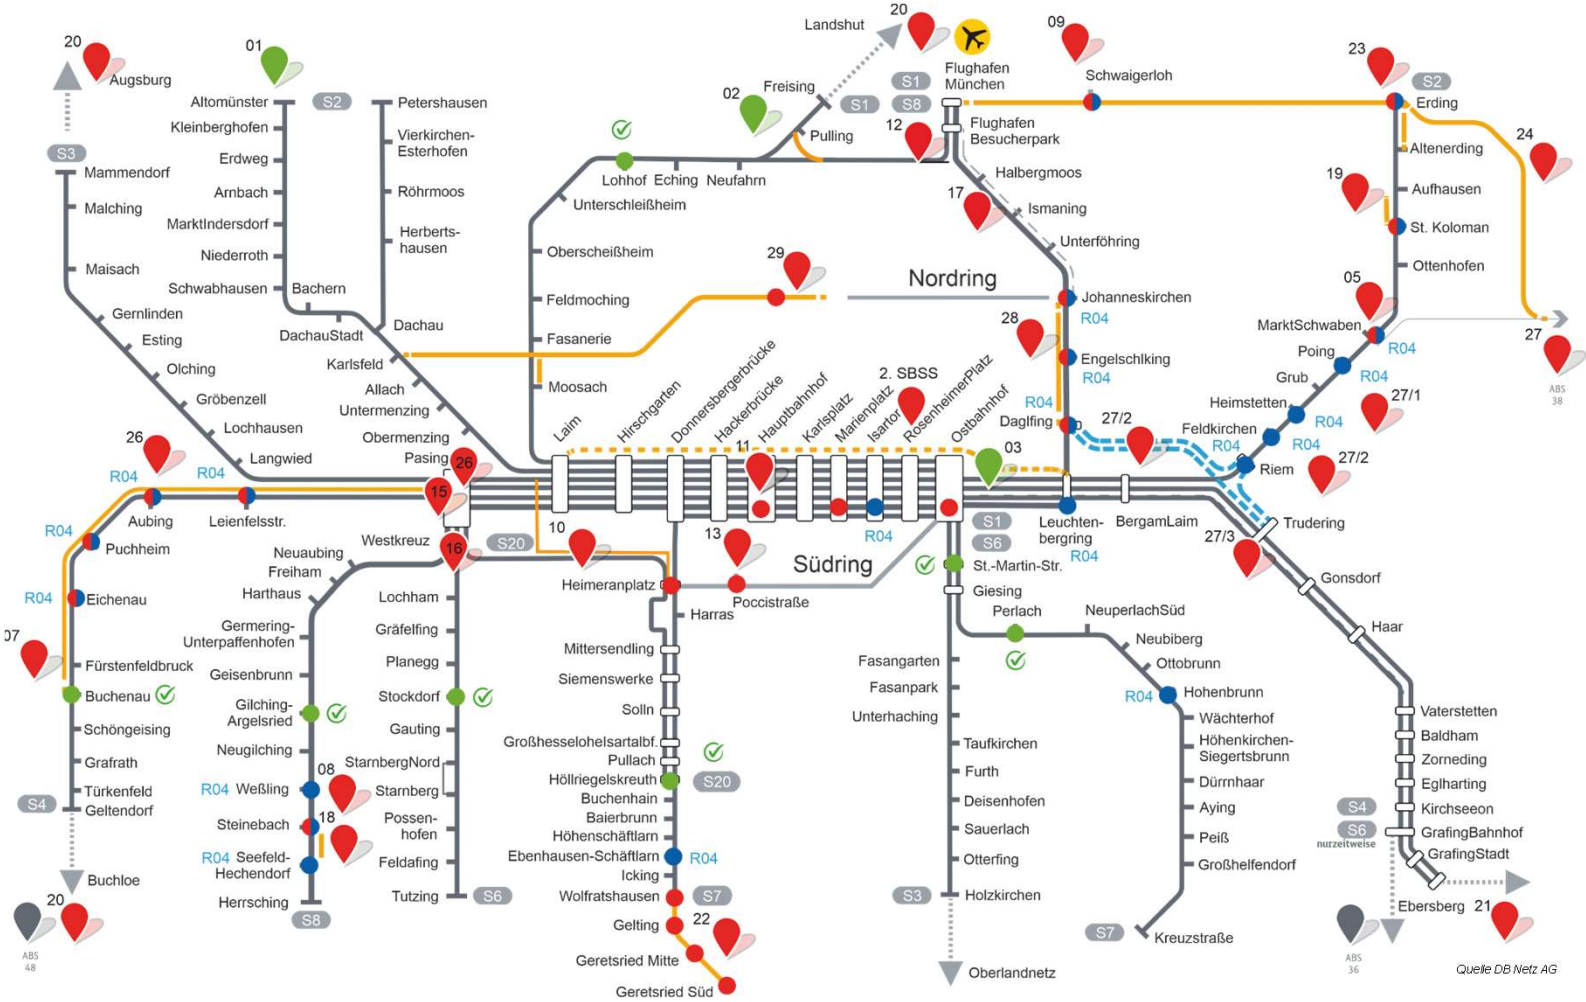 20
Augsburg
S3
Mammendorf
Malching
Maisach
Gernlinden
Esting
Olching
Gröbenzell
Lochhausen
Langwied
01
S2
Altomünster
Kleinberghofen
Erdweg
Arnbach
MarktIndersdorf
Niederroth
Schwabhausen
Bachern
DachauStadt
Petershausen
Vierkirchen-
Esterhofen
Röhrmoos
Herberts-
hausen
Dachau
Karlsfeld
Allach
Untermenzing
Obermenzing
Pasing
Landshut
20
Freising
S1
02
Pulling
Lohhof
Eching
Neufahrn
Unterschleißheim
Oberscheißheim
Feldmoching
Fasanerie
Moosach
29
Nordring
S1
S8
Flughafen
München
12
Flughafen
Besucherpark
Halbergmoos
17
Ismaning
Unterföhring
Johanneskirchen
R04
28
Engelschlking
R04
R04
Daglfing
09
Schwaigerloh
23
S2
Erding
24
Altenerding
19
Aufhausen
St. Koloman
Ottenhofen
05
MarktSchwaben
R04
27
ABS
38
Poing
R04
Grub
27/1
Heimstetten
R04
Feldkirchen
R04
R04
Riem
27/2
27/2
Trudering
27/3
Laim
Hirschgarten
Donnersbergerbrücke
Hackerbrücke
Hauptbahnhof
Karlsplatz
Marienplatz
Isartor
RosenheimerPlatz
Ostbahnhof
2. SBSS
11
03
R04
Leuchten-
bergring
R04
BergamLaim
26
R04
R04
26
15
Aubing
Leienfelsstr.
R04
Puchheim
R04
Eichenau
07
Fürstenfeldbruck
Buchenau
Schöngeising
Grafrath
Türkenfeld
S4
Geltendorf
Buchloe
20
ABS
48
Westkreuz
16
S20
10
13
Südring
Neuaubing
Freiham
Harthaus
Germering-
Unterpaffenhofen
Geisenbrunn
Gilching-
Argelsried
Neugilching
08
R04 Weßling
18
Steinebach
R04 Seefeld-
Hechendorf
Herrsching
S8
Lochham
Gräfelfing
Planegg
Stockdorf
Gauting
StarnbergNord
Starnberg
Possen-
hofen
Feldafing
Tutzing
S6
Heimeranplatz
Poccistraße
Harras
Mittersendling
Siemenswerke
Solln
Großhesselohelsartalbf.
Pullach
Höllriegelskreuth
S20
Buchenhain
Baierbrunn
Höhenschäftlarn
Ebenhausen-Schäftlarn
R04
Icking
Wolfratshausen
S7
Gelting
22
Geretsried Mitte
Geretsried Süd
S1
S6
St.-Martin-Str.
Giesing
Perlach
NeuperlachSüd
Neubiberg
Ottobrunn
R04
Hohenbrunn
Wächterhof
Höhenkirchen-
Siegertsbrunn
Dürrnhaar
Aying
Peiß
Großhelfendorf
S7
Kreuzstraße
Fasangarten
Fasanpark
Unterhaching
Taufkirchen
Furth
Deisenhofen
Sauerlach
Otterfing
S3
Holzkirchen
Oberlandnetz
Gonsdorf
Haar
Vaterstetten
Baldham
Zorneding
Eglharting
S4
Kirchseeon
S6
nurzeitweise
GrafingBahnhof
GrafingStadt
Ebersberg
21
ABS
36
Quelle DB Netz AG